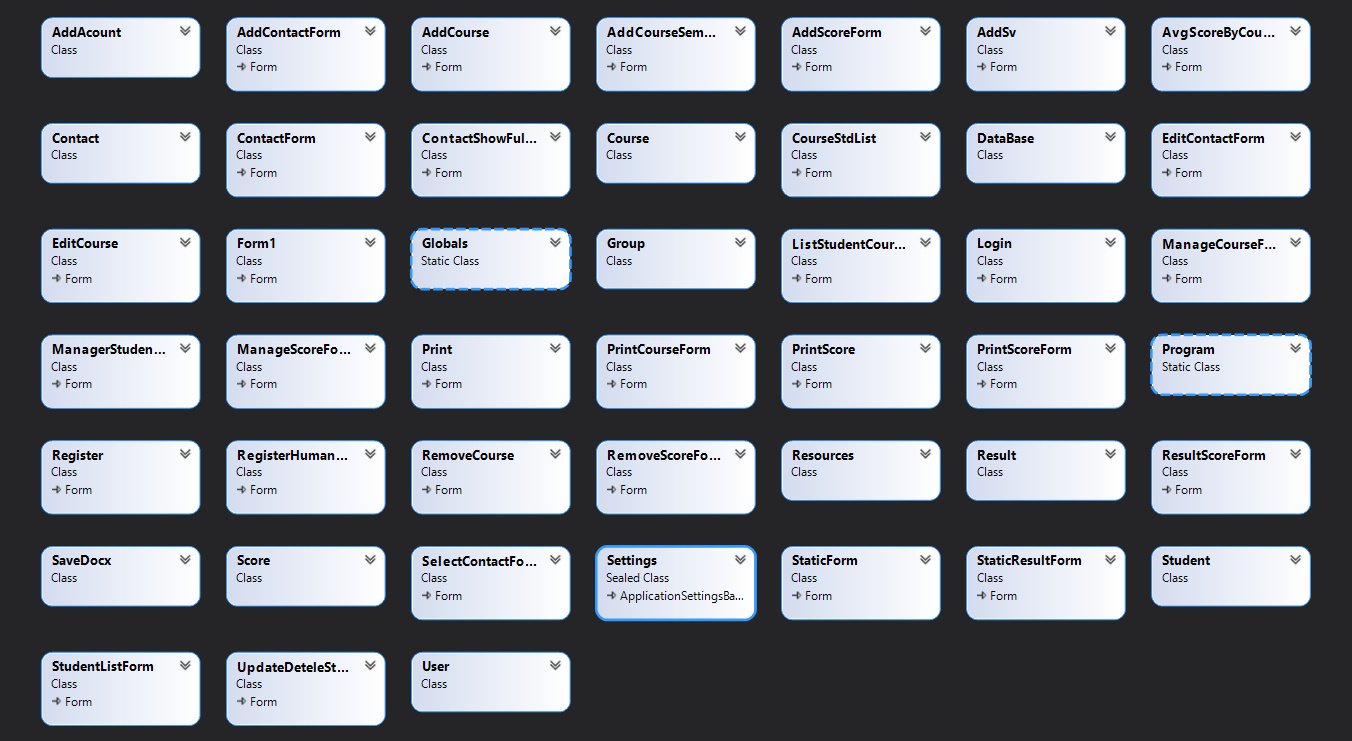 AddAcount
Class
AddContactForm
Class
Form
AddCourse
Class
Form
AddCourseSem...
Class
Form
AddScoreForm
Class
Form
AddSv
Class
Form
AvgScoreByCou...
Class
Form
Contact
Class
ContactForm
Class
Form
ContactShowFul...
Class
Form
Course
Class
CourseStdList
Class
Form
DataBase
Class
EditContactForm
Class
Form
EditCourse
Class
Form
Form1
Class
Form
Globals
Static Class
Group
Class
ListStudentCour...
Class
Form
Login
Class
Form
ManageCourseF...
Class
Form
ManagerStuden...
Class
Form
ManageScoreFo...
Class
Form
Print
Class
Form
PrintCourseForm
Class
Form
PrintScore
Class
Form
PrintScoreForm
Class
Form
Program
Static Class
Register
Class
Form
RegisterHuman...
Class
Form
RemoveCourse
Class
Form
RemoveScoreFo...
Class
Form
Resources
Class
Result
Class
ResultScoreForm
Class
Form
SaveDocx
Class
Score
Class
SelectContactFo...
Class
Form
Settings
Sealed Class
ApplicationSettingsBa...
StaticForm
Class
Form
StaticResultForm
Class
Form
Student
Class
StudentListForm
Class
Form
UpdateDeteleSt...
Class
Form
User
Class